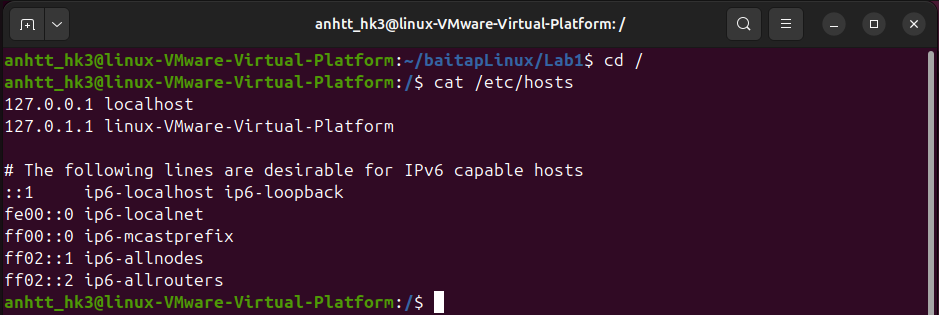 anhtt_hk3@linux-VMware-Virtual-Platform: /
anhtt_hk3@linux-VMware-Virtual-Platform:~/baitapLinux/Lab1$ cd /
anhtt_hk3@linux-VMware-Virtual-Platform:/$ cat /etc/hosts
127.0.0.1 localhost
127.0.1.1 linux-VMware-Virtual-Platform
# The following lines are desirable for IPv6 capable hosts
::1     ip6-localhost ip6-loopback
fe00::0 ip6-localnet
ff00::0 ip6-mcastprefix
ff02::1 ip6-allnodes
ff02::2 ip6-allrouters
anhtt_hk3@linux-VMware-Virtual-Platform:/$